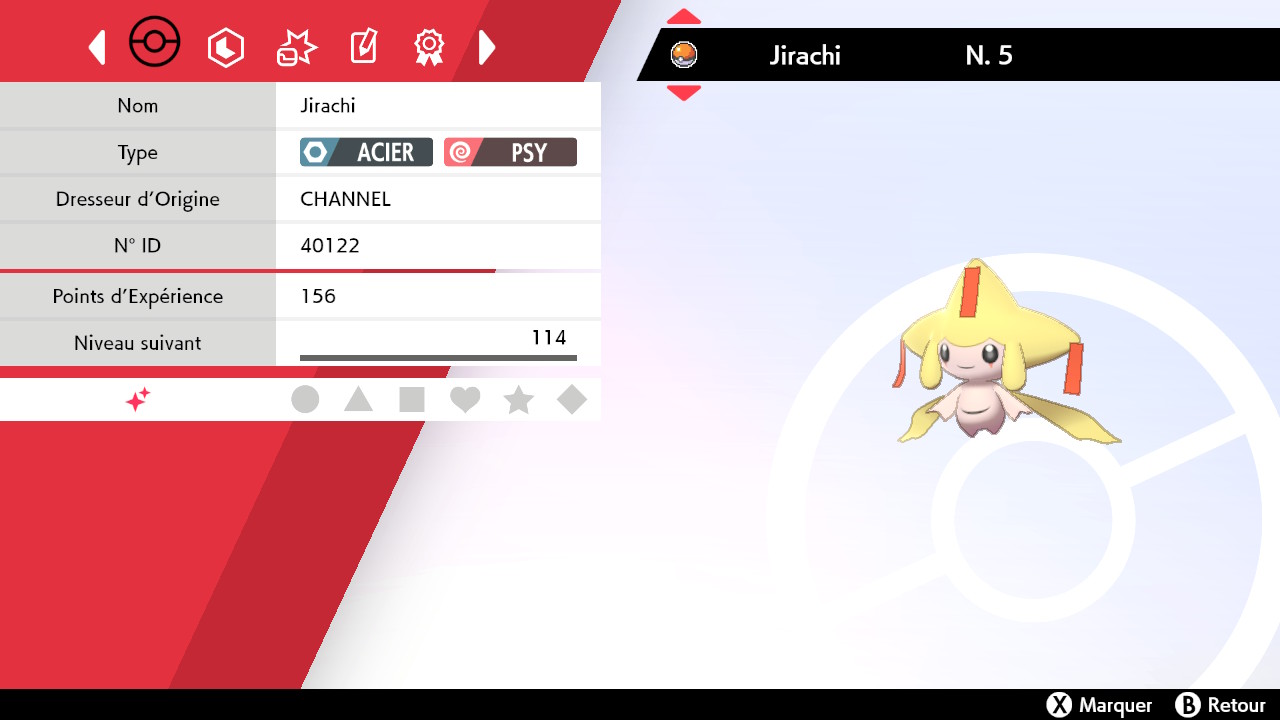 Jirachi N. 5
Nom Jirachi
Type ACIER PSY
Dresseur d'Origine CHANNEL
N° ID 40122
Points d'Expérience 156
Niveau suivant 114
X Marquer B Retour